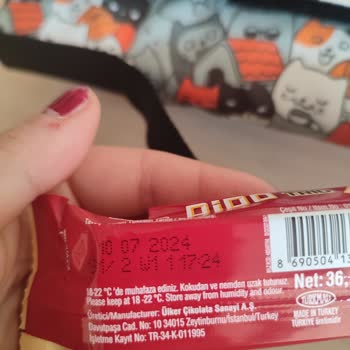 DIDO
10 07 2024
01/ 2 W1 1:17:24
18-22 °C 'de muhafaza ediniz. Kokudan ve nemden uzak tutunuz.
Please keep at 18-22 °C. Store away from humidity and odour.
Üretici/Manufacturer: Ülker Çikolata Sanayi A.Ş.
Davutpaşa Cad. No: 10 34015 Zeytinburnu/İstanbul/Turkey
İşletme Kayıt No: TR-34-K-011995
8 690504 13
Net: 36,
TURKISH
MADE IN TURKEY
TÜRKİYE üretimidir